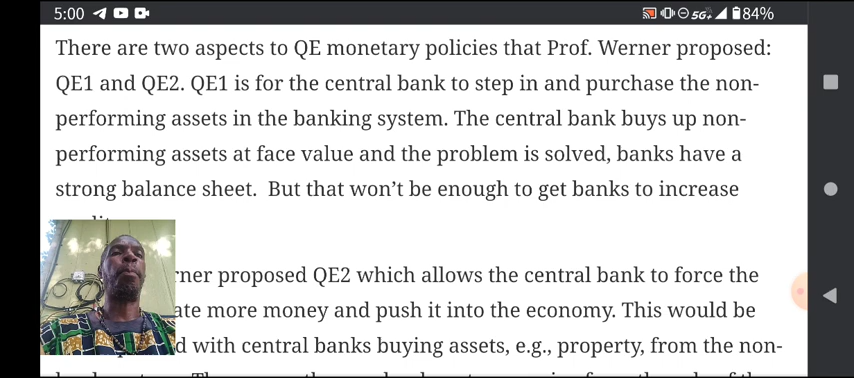 5:00
5G+ 84%
There are two aspects to QE monetary policies that Prof. Werner proposed:
QE1 and QE2. QE1 is for the central bank to step in and purchase the non-
performing assets in the banking system. The central bank buys up non-
performing assets at face value and the problem is solved, banks have a
strong balance sheet.  But that won’t be enough to get banks to increase
rner proposed QE2 which allows the central bank to force the
ate more money and push it into the economy. This would be
d with central banks buying assets, e.g., property, from the non-